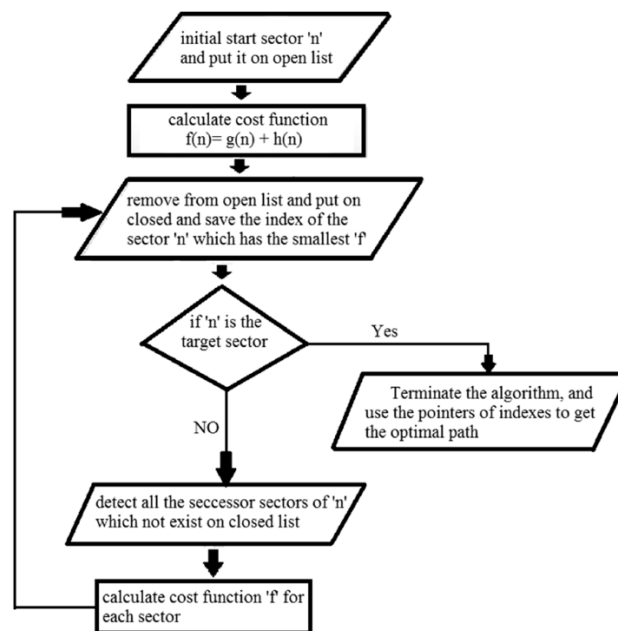 initial start sector 'n'
and put it on open list
calculate cost function
f(n)= g(n) + h(n)
remove from open list and put on
closed and save the index of the
sector 'n' which has the smallest 'f'
if 'n' is the
target sector
Yes
Terminate the algorithm, and
use the pointers of indexes to get
the optimal path
NO
detect all the seccessor sectors of 'n'
which not exist on closed list
calculate cost function 'f' for
each sector